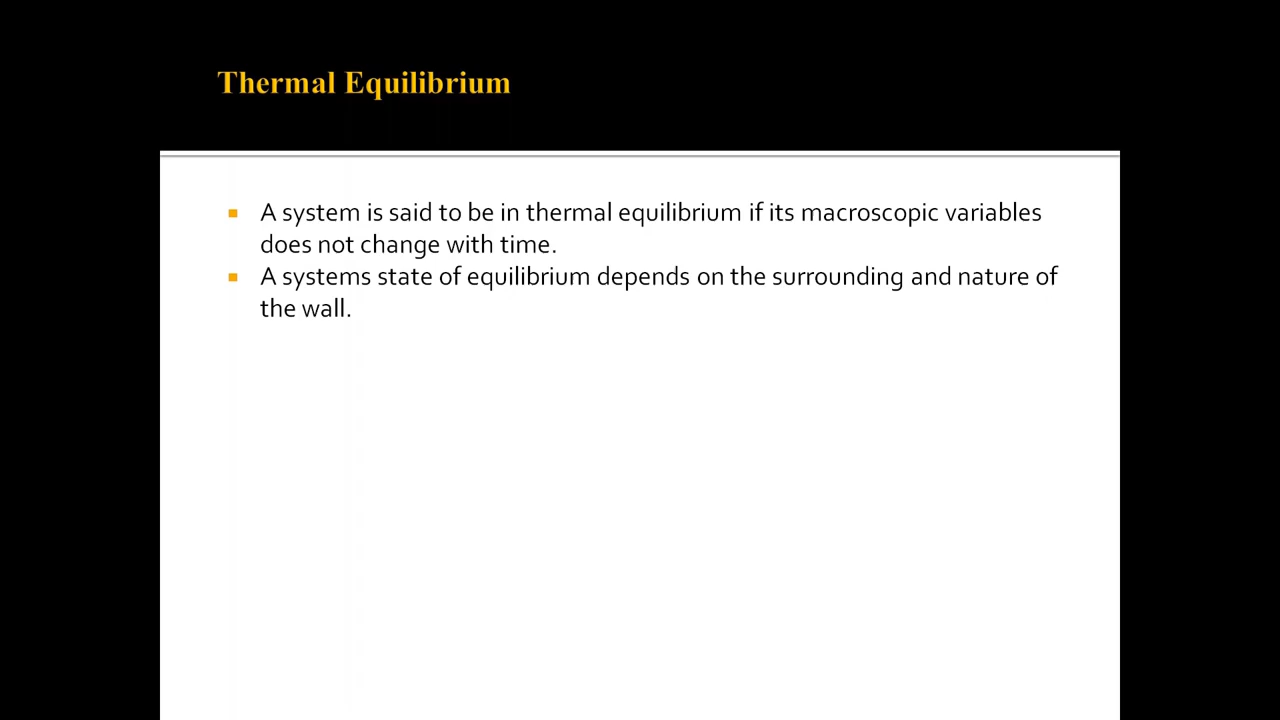 Thermal Equilibrium
A system is said to be in thermal equilibrium if its macroscopic variables
does not change with time.
A systems state of equilibrium depends on the surrounding and nature of
the wall.